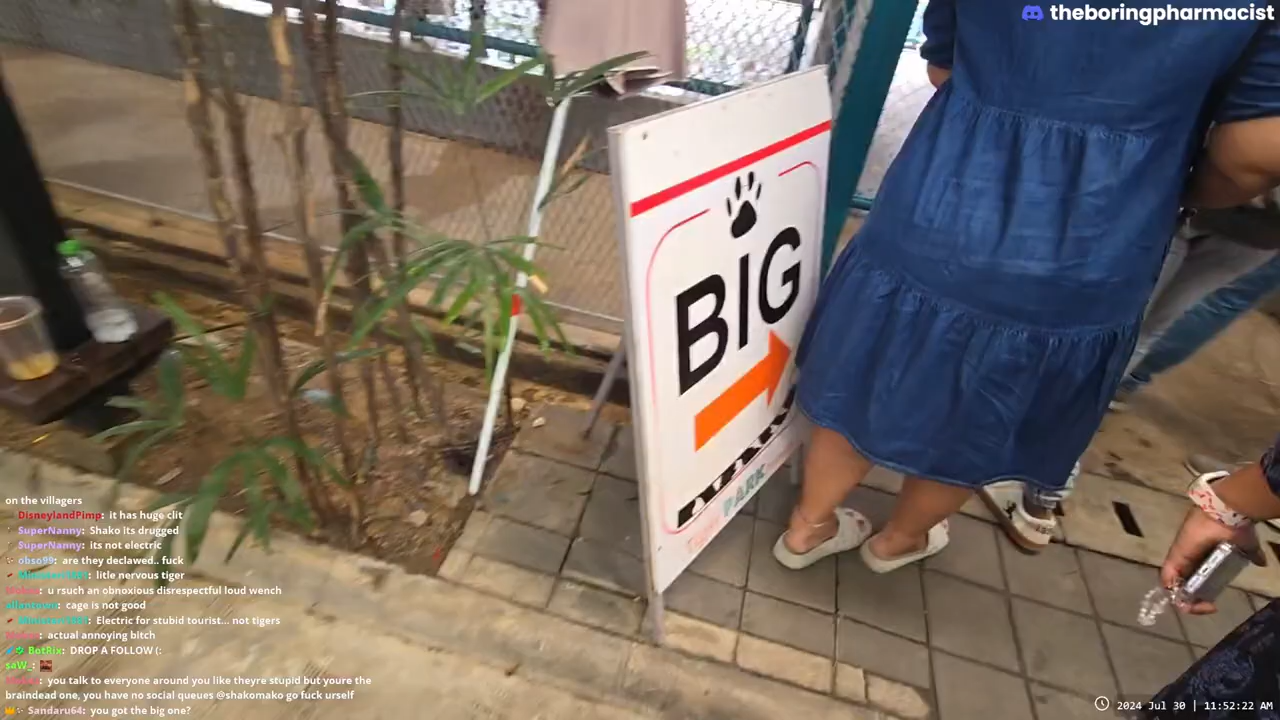 theboringpharmacist
BIG
PARK
on the villagers
DisneylandPimp: it has huge clit
SuperNanny: Shako its drugged
SuperNanny: its not electric
obso99: are they declawed.. fuck
litle nervous tiger
u rsuch an obnoxious disrespectful loud wench
cage is not good
Electric for stubid tourist... not tigers
actual annoying bitch
BotRix: DROP A FOLLOW (:
saW_:
you talk to everyone around you like theyre stupid but youre the
braindead one, you have no social queues @shakomako go fuck urself
Sandaru64: you got the big one?
2024 Jul 30 | 11:52:22 AM